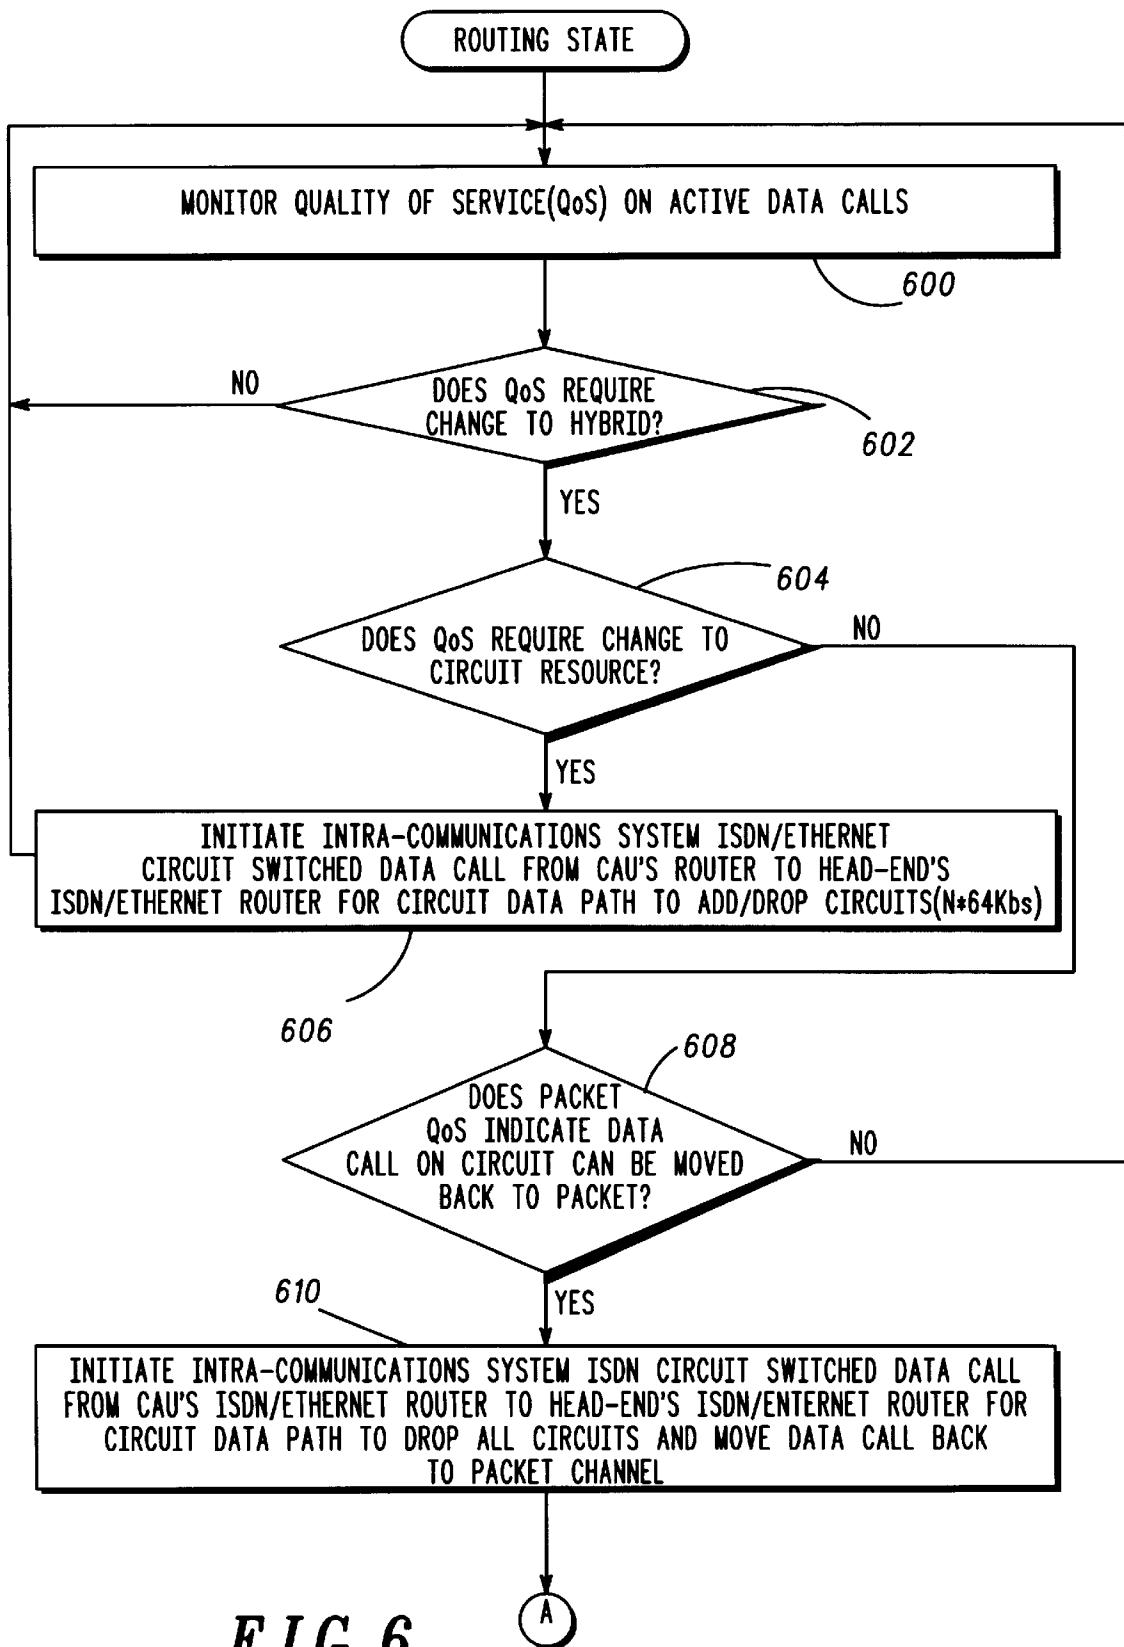 ROUTING STATE
MONITOR QUALITY OF SERVICE(QoS) ON ACTIVE DATA CALLS
600
DOES QoS REQUIRE
CHANGE TO HYBRID?
NO
602
YES
604
DOES QoS REQUIRE CHANGE TO
CIRCUIT RESOURCE?
NO
YES
INITIATE INTRA-COMMUNICATIONS SYSTEM ISDN/ETHERNET
CIRCUIT SWITCHED DATA CALL FROM CAU'S ROUTER TO HEAD-END'S
ISDN/ETHERNET ROUTER FOR CIRCUIT DATA PATH TO ADD/DROP CIRCUITS(N*64Kbs)
606
608
DOES PACKET
QoS INDICATE DATA
CALL ON CIRCUIT CAN BE MOVED
BACK TO PACKET?
NO
YES
610
INITIATE INTRA-COMMUNICATIONS SYSTEM ISDN CIRCUIT SWITCHED DATA CALL
FROM CAU'S ISDN/ETHERNET ROUTER TO HEAD-END'S ISDN/ENTERNET ROUTER FOR
CIRCUIT DATA PATH TO DROP ALL CIRCUITS AND MOVE DATA CALL BACK
TO PACKET CHANNEL
A
FIG. 6